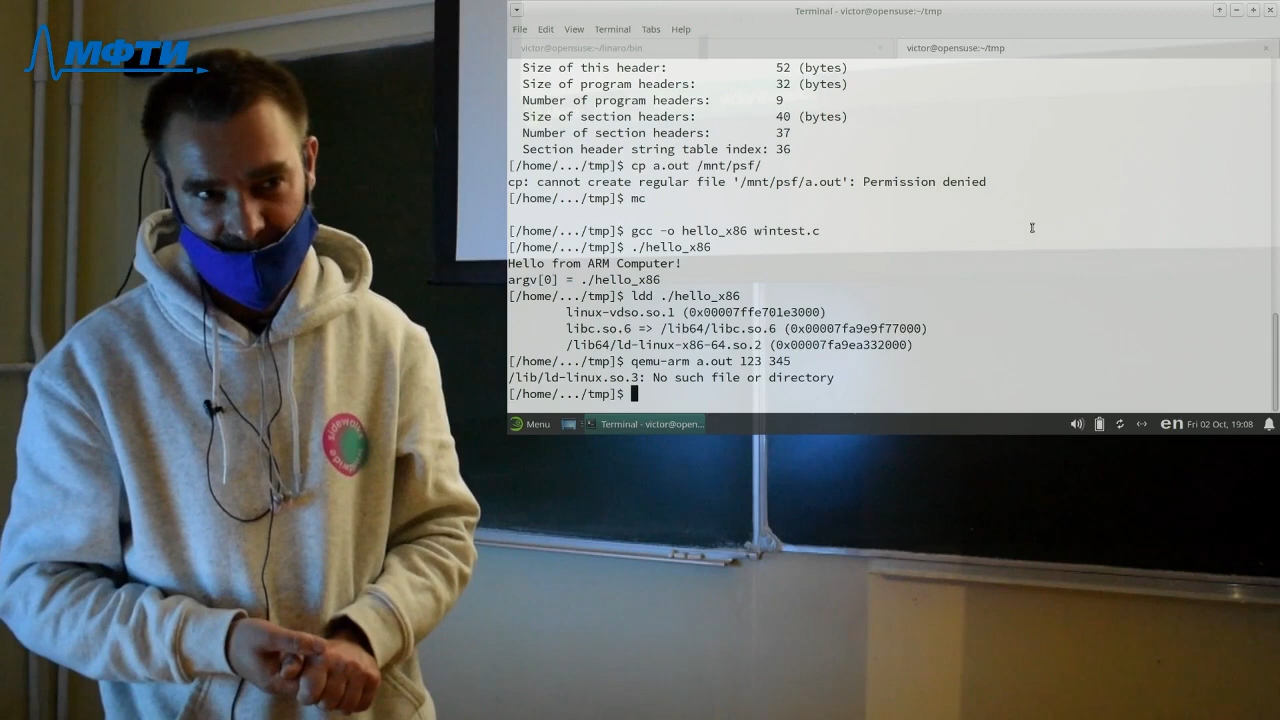 МФТИ
Terminal - victor@opensuse:~/tmp
File Edit View Terminal Tabs Help
victor@opensuse:~/linaro/bin
victor@opensuse:~/tmp
Size of this header: 52 (bytes)
Size of program headers: 32 (bytes)
Number of program headers: 9
Size of section headers: 40 (bytes)
Number of section headers: 37
Section header string table index: 36
[/home/.../tmp]$ cp a.out /mnt/psf/
cp: cannot create regular file '/mnt/psf/a.out': Permission denied
[/home/.../tmp]$ mc
[/home/.../tmp]$ gcc -o hello_x86 wintest.c
[/home/.../tmp]$ ./hello_x86
Hello from ARM Computer!
argv[0] = ./hello_x86
[/home/.../tmp]$ ldd ./hello_x86
linux-vdso.so.1 (0x00007ffe701e3000)
libc.so.6 => /lib64/libc.so.6 (0x00007fa9e9f77000)
/lib64/ld-linux-x86-64.so.2 (0x00007fa9ea332000)
[/home/.../tmp]$ qemu-arm a.out 123 345
/lib/ld-linux.so.3: No such file or directory
[/home/.../tmp]$
Menu
Terminal - victor@open...
en Fri 02 Oct, 19:08